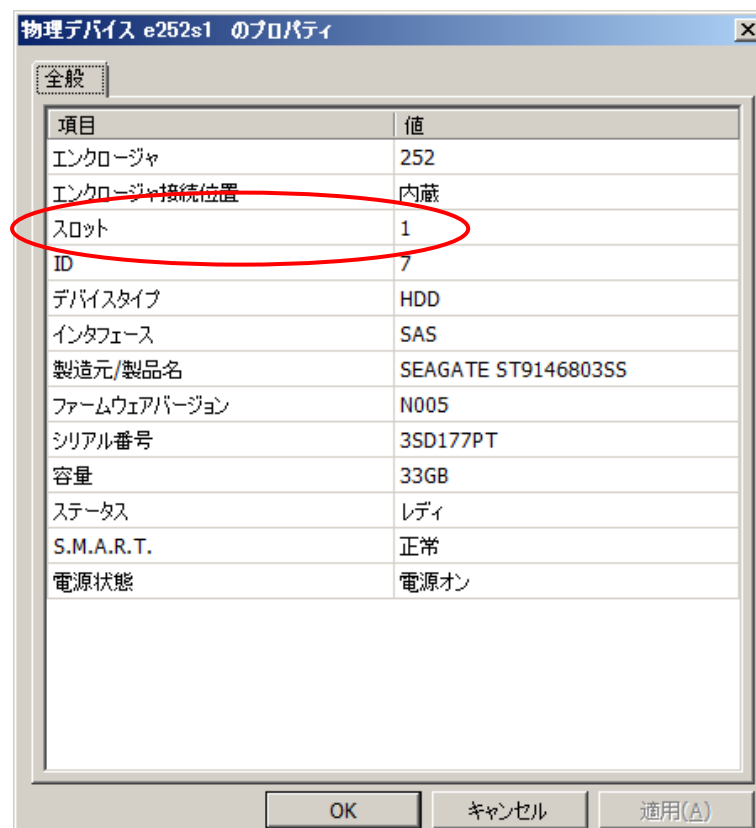 物理デバイス e252s1 のプロパティ
全般
項目 値
エンクロージャ 252
エンクロージャ接続位置 内蔵
スロット 1
ID 7
デバイスタイプ HDD
インタフェース SAS
製造元/製品名 SEAGATE ST9146803SS
ファームウェアバージョン N005
シリアル番号 3SD177PT
容量 33GB
ステータス レディ
S.M.A.R.T. 正常
電源状態 電源オン
OK キャンセル 適用(A)